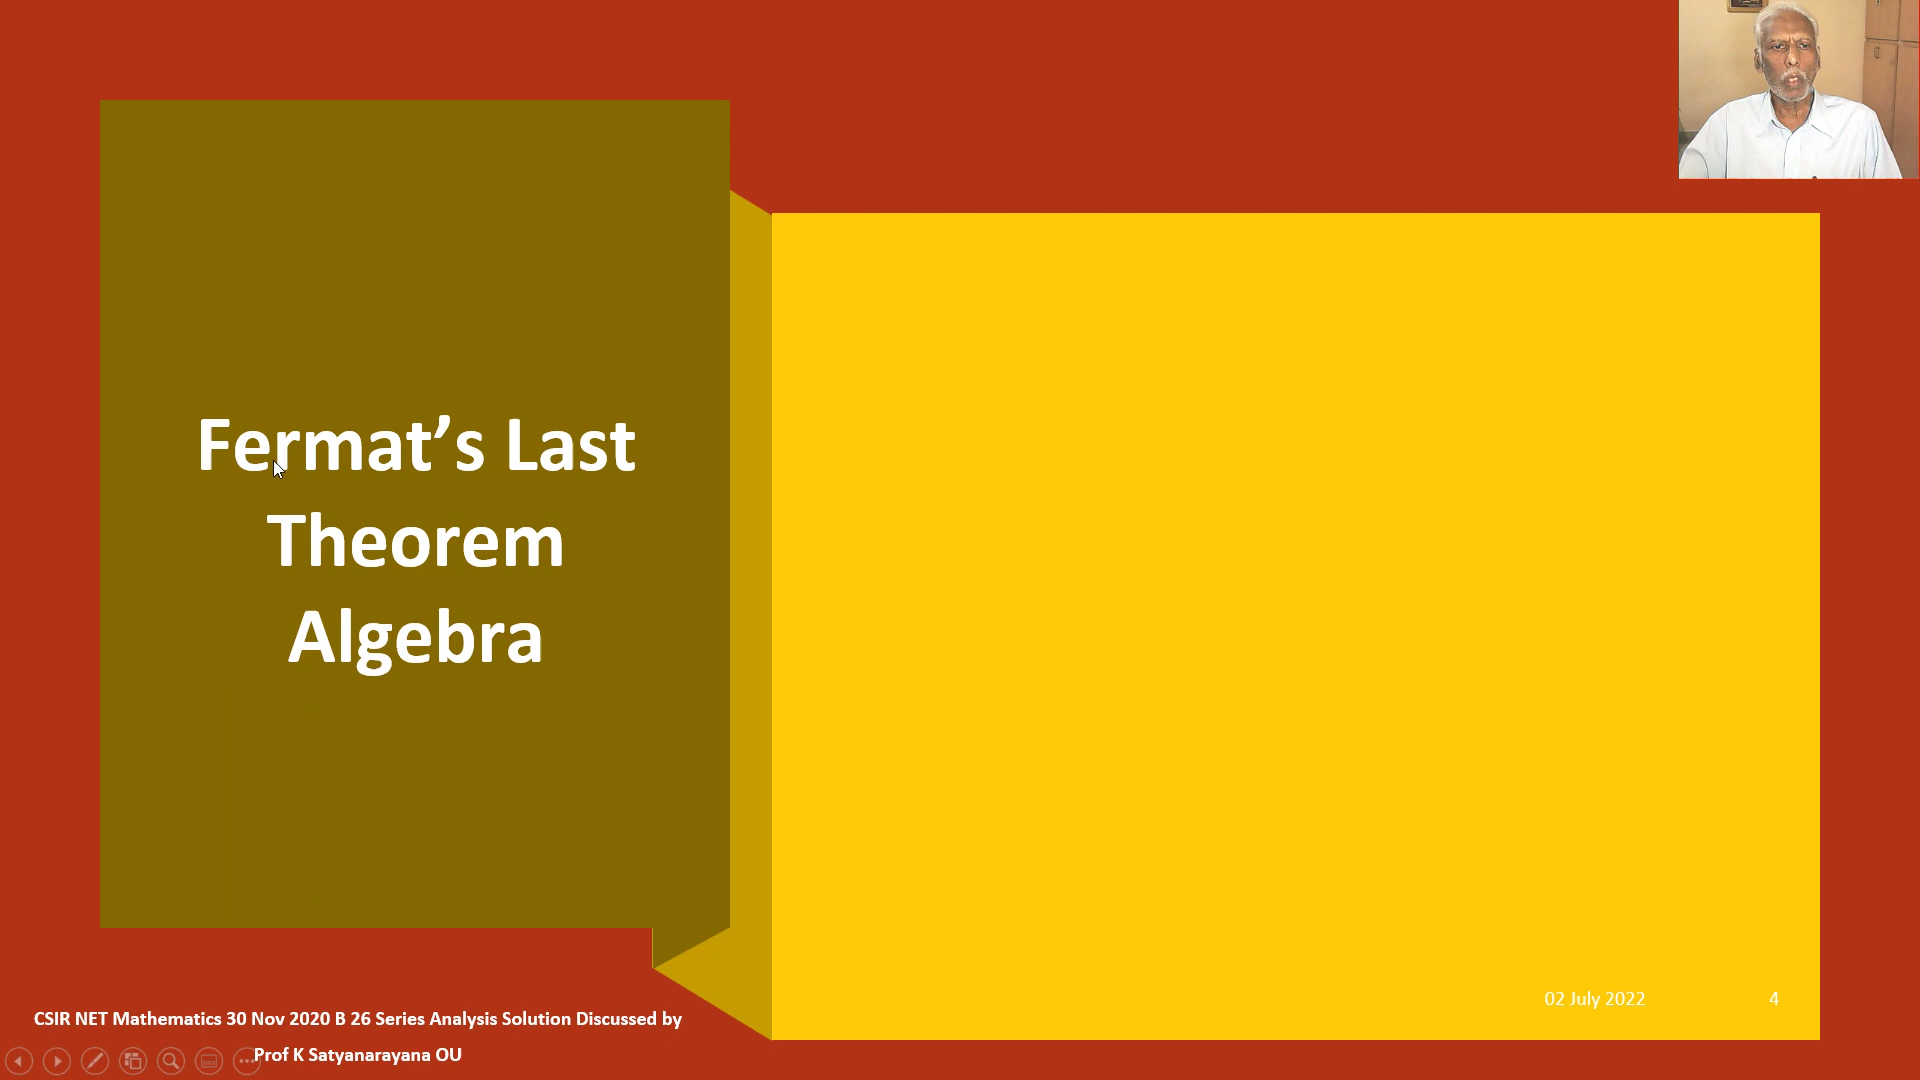 Fermat’s Last
Theorem
Algebra
02 July 2022
4
CSIR NET Mathematics 30 Nov 2020 B 26 Series Analysis Solution Discussed by
Prof K Satyanarayana OU